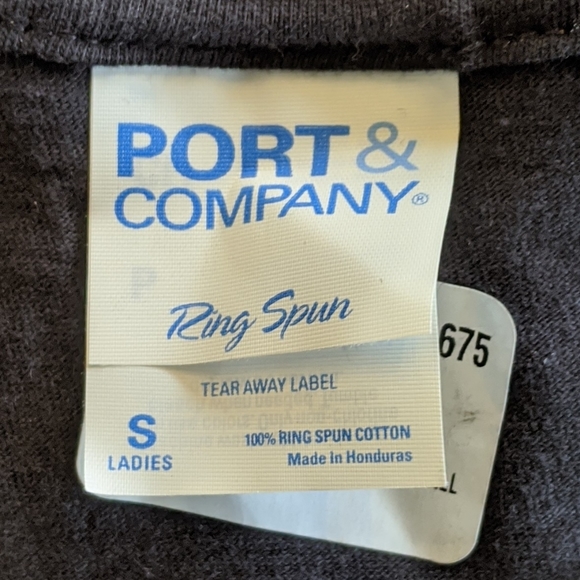 PORT &
COMPANY®
Ring Spun
675
TEAR AWAY LABEL
S
LADIES
100% RING SPUN COTTON
Made in Honduras